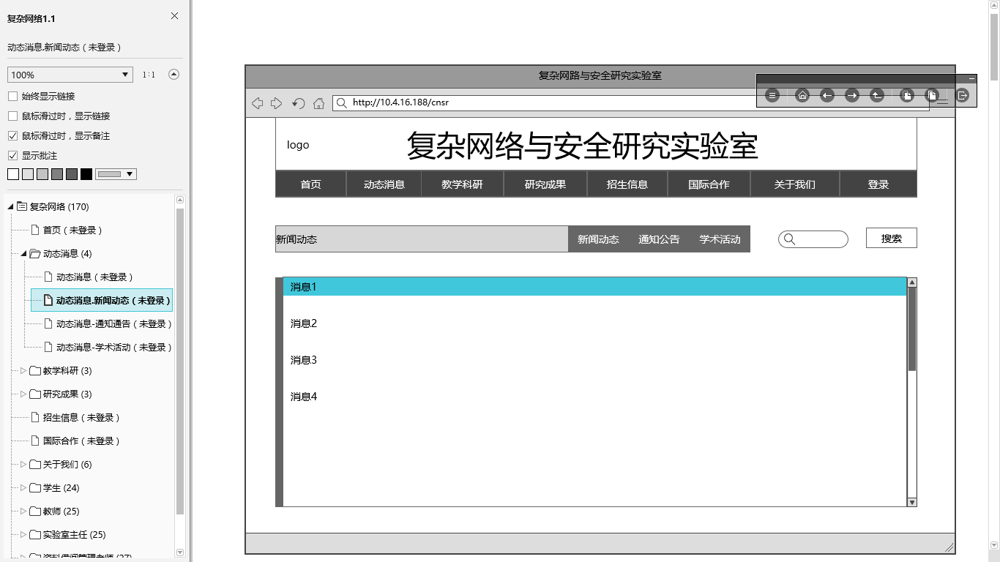 复杂网络1.1
动态消息.新闻动态（未登录）
100%
1:1
始终显示链接
鼠标滑过时，显示链接
鼠标滑过时，显示备注
显示批注
复杂网络 (170)
首页（未登录）
动态消息 (4)
动态消息（未登录）
动态消息.新闻动态（未登录）
动态消息-通知通告（未登录）
动态消息-学术活动（未登录）
教学科研 (3)
研究成果 (3)
招生信息（未登录）
国际合作（未登录）
关于我们 (6)
学生 (24)
教师 (25)
实验室主任 (25)
复杂网路与安全研究实验室
http://10.4.16.188/cnsr
logo
复杂网络与安全研究实验室
首页 动态消息 教学科研 研究成果 招生信息 国际合作 关于我们 登录
新闻动态 新闻动态 通知公告 学术活动 搜索
消息1
消息2
消息3
消息4